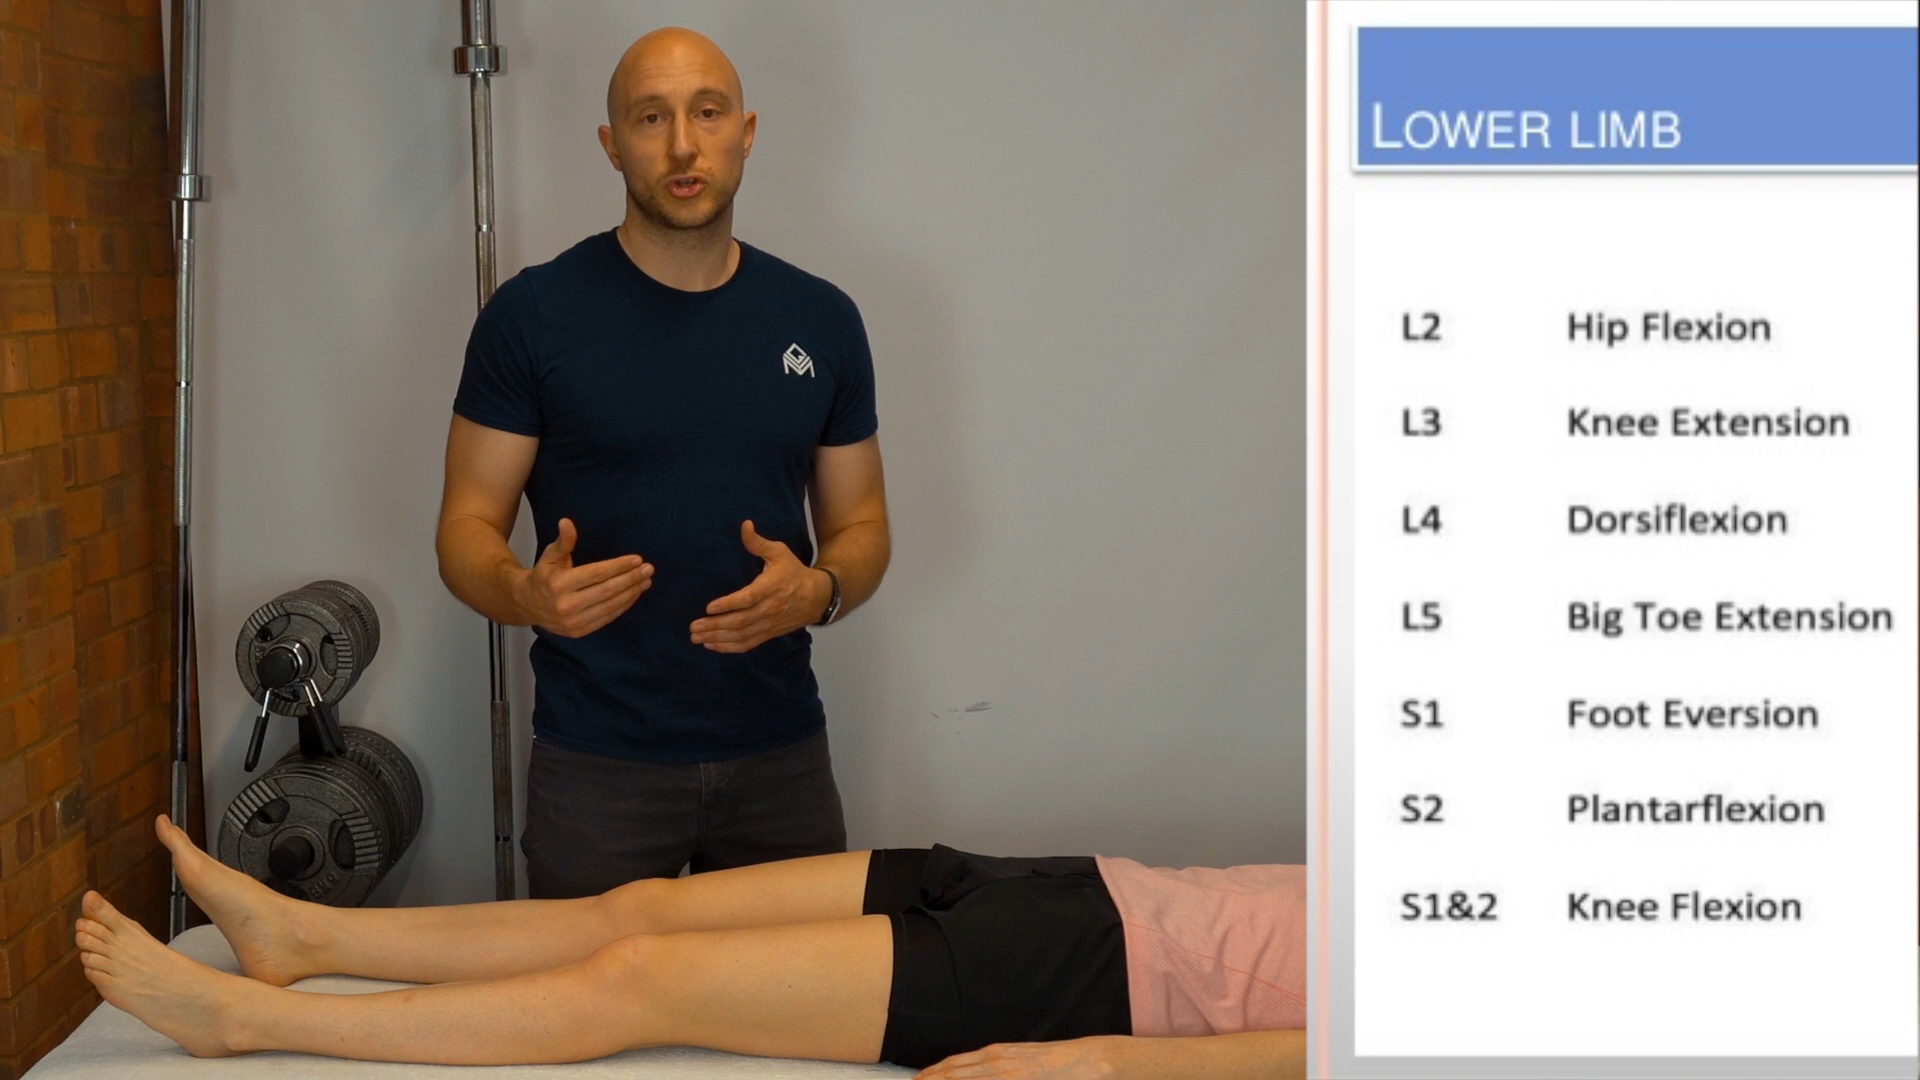 LOWER LIMB
L2 Hip Flexion
L3 Knee Extension
L4 Dorsiflexion
L5 Big Toe Extension
S1 Foot Eversion
S2 Plantarflexion
S1&2 Knee Flexion